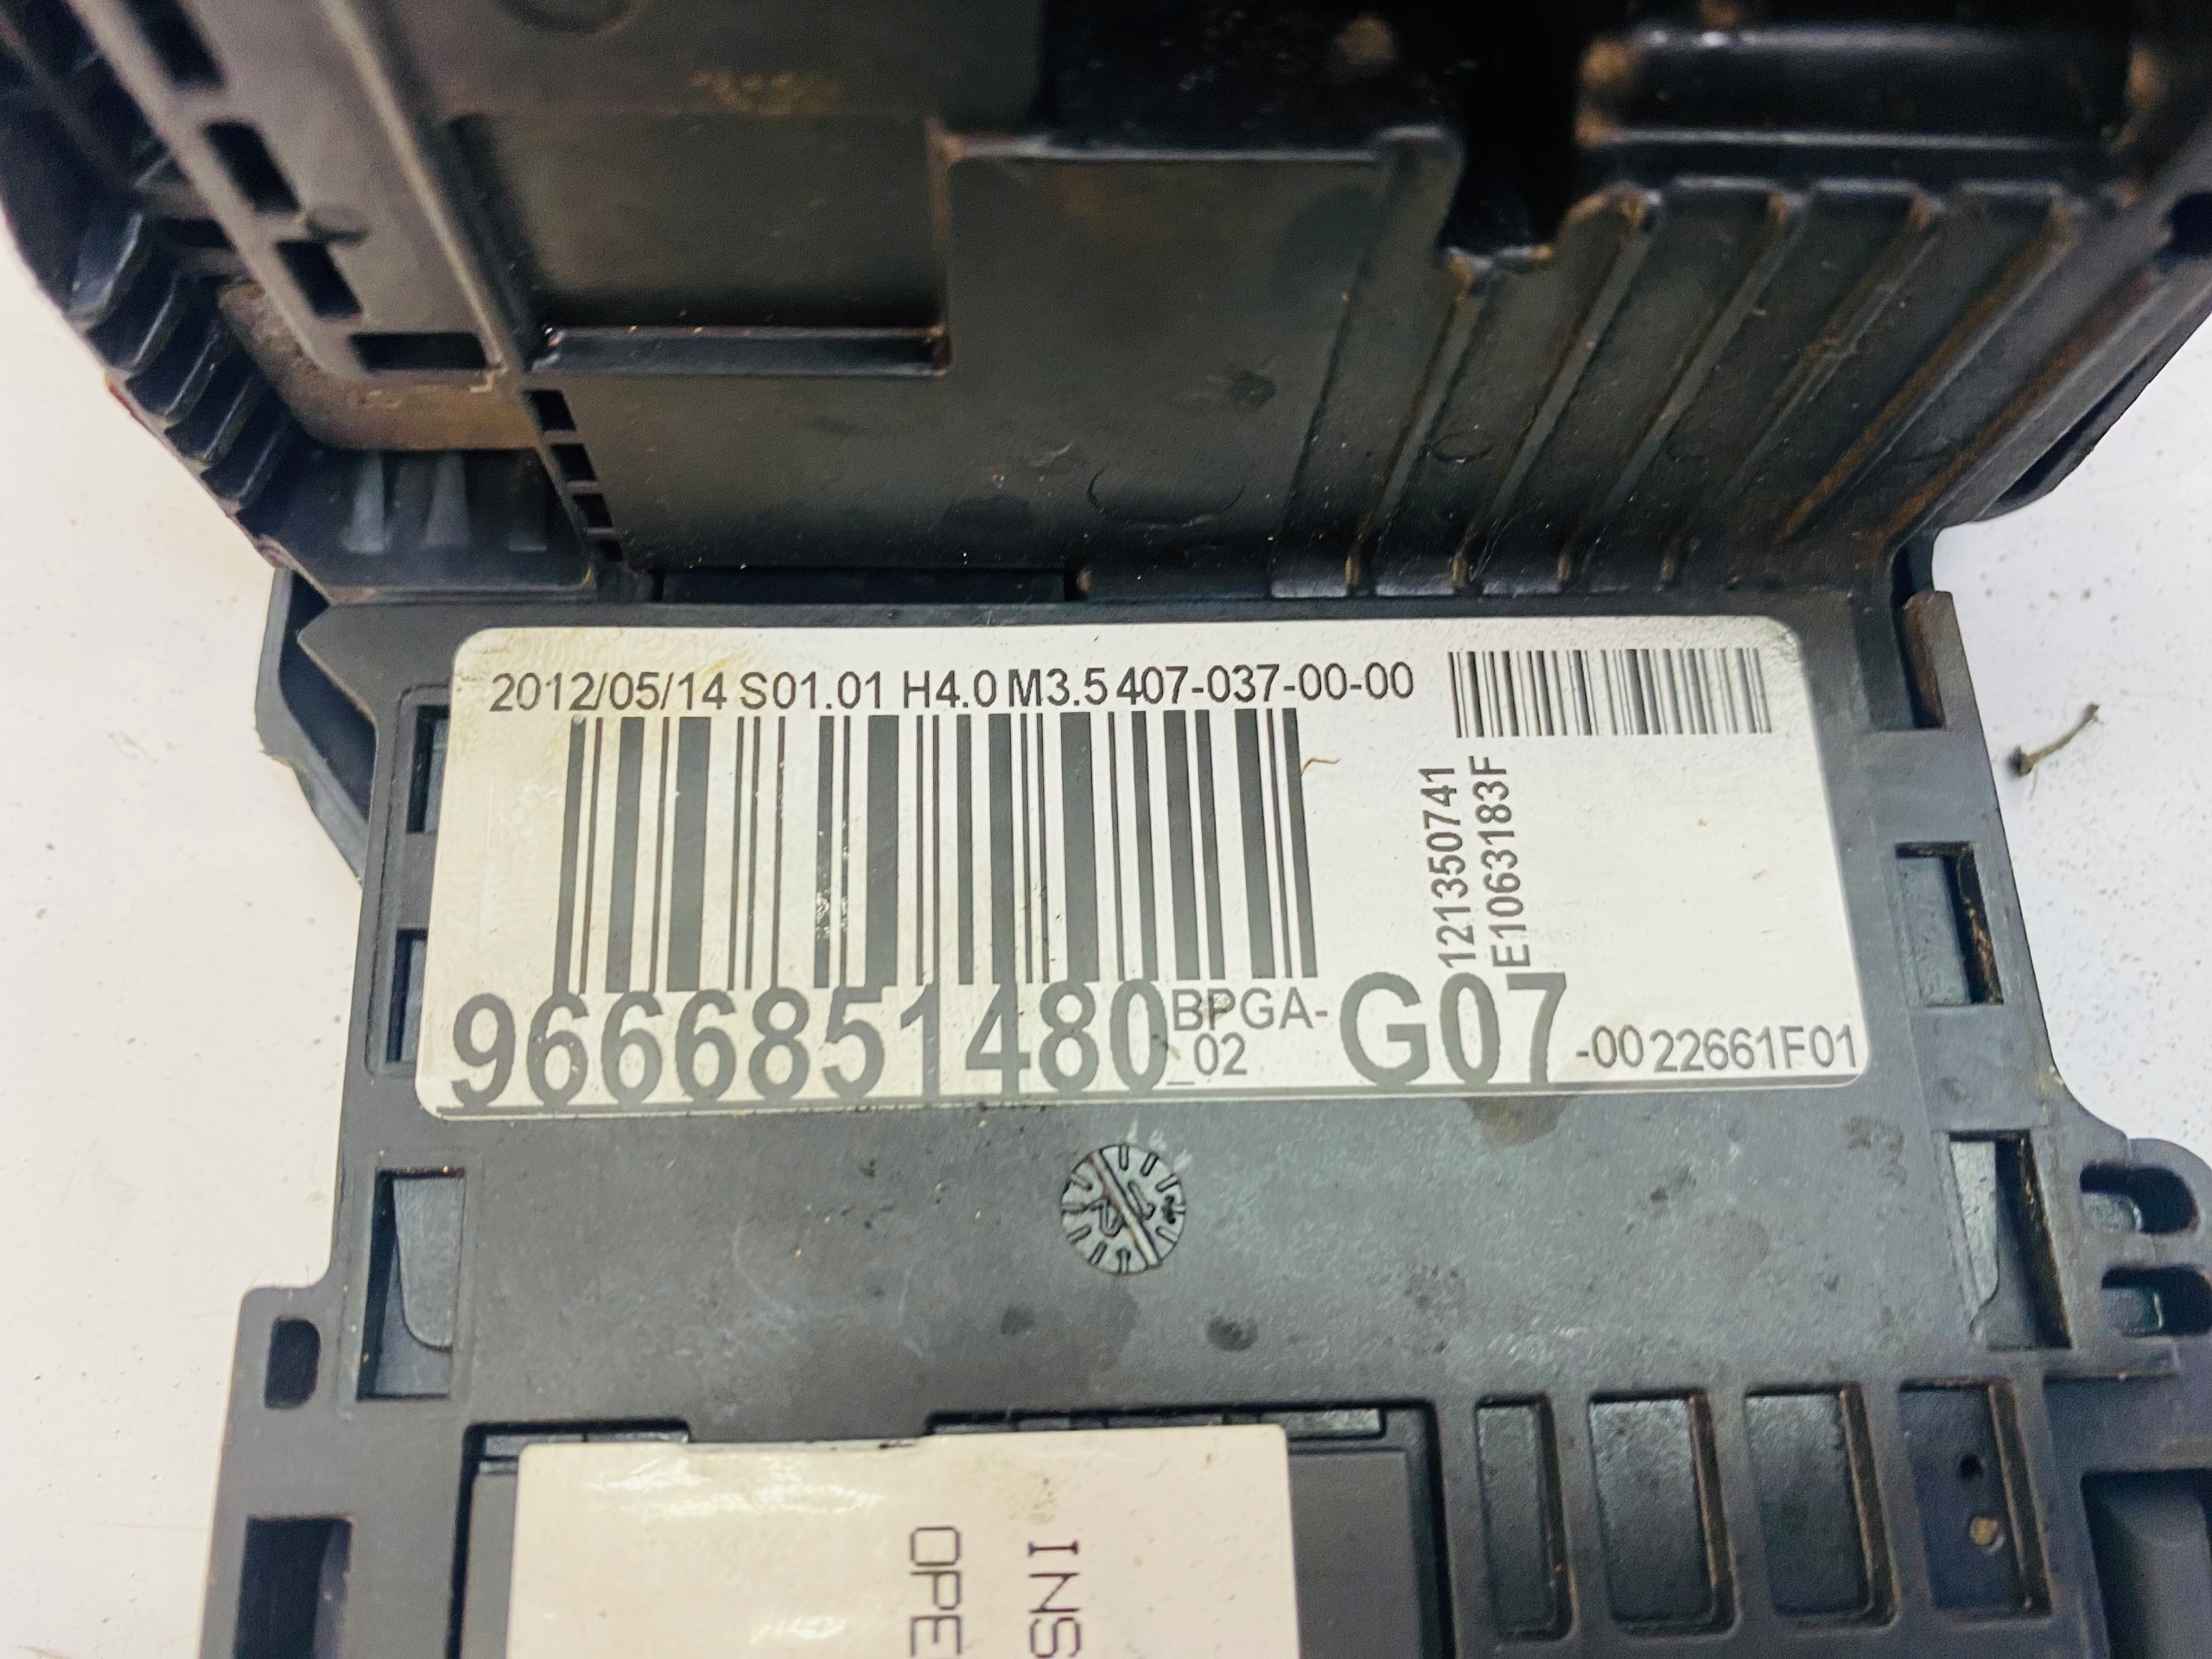 2012/05/14 S01.01 H4.0 M3.5 407-037-00-00
121350741
E10631183F
9666851480 BPGA-_02 G07 -00 22661F01
INS
OPE